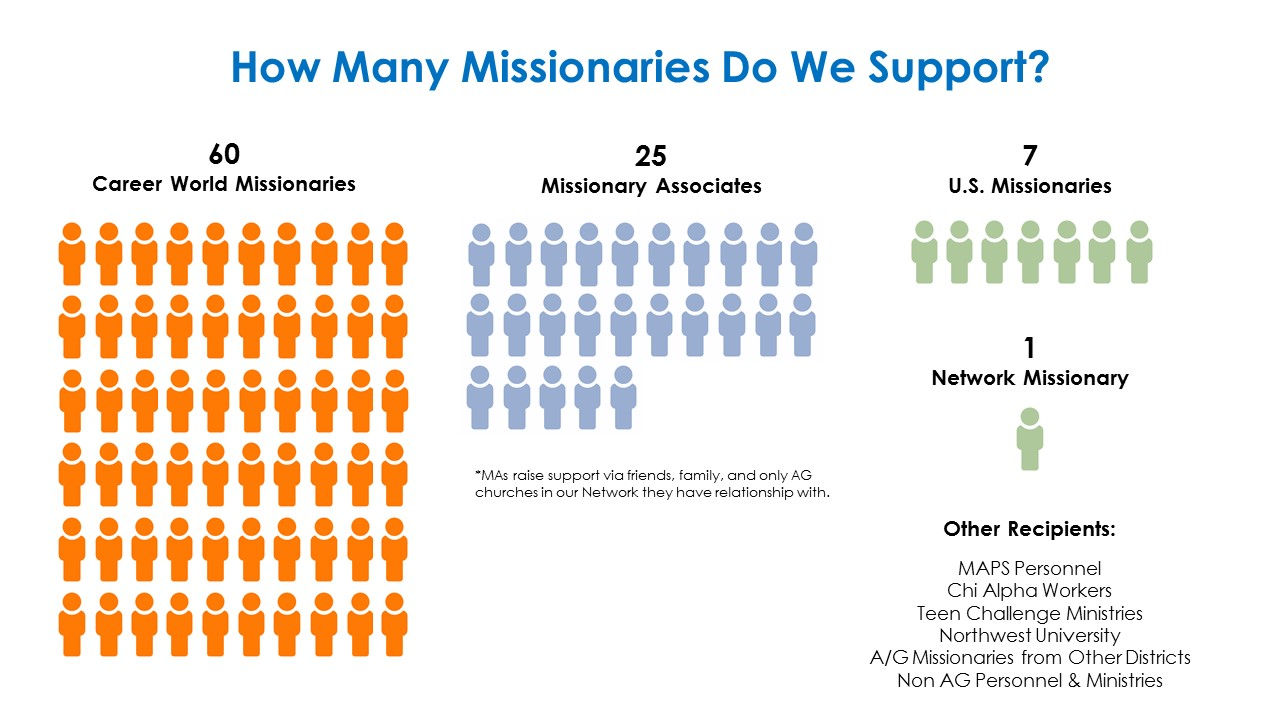 How Many Missionaries Do We Support?
60
Career World Missionaries
25
Missionary Associates
*MAs raise support via friends, family, and only AG
churches in our Network they have relationship with.
7
U.S. Missionaries
1
Network Missionary
Other Recipients:
MAPS Personnel
Chi Alpha Workers
Teen Challenge Ministries
Northwest University
A/G Missionaries from Other Districts
Non AG Personnel & Ministries